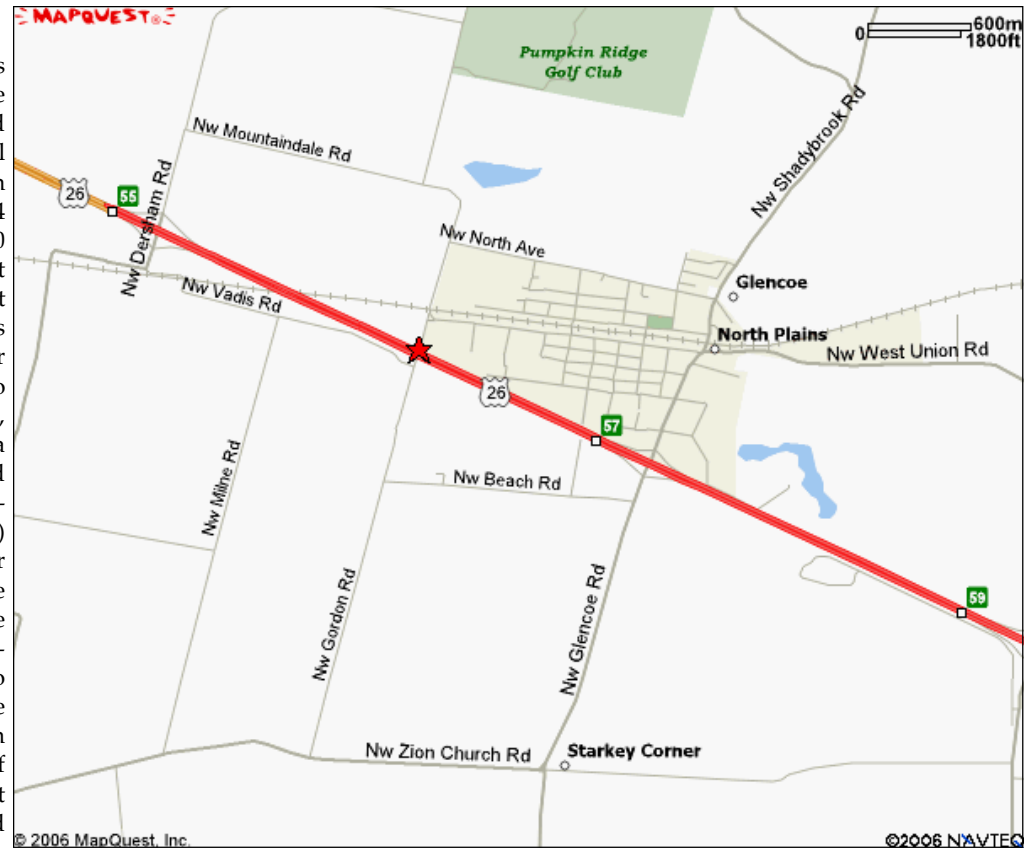 MAPQUEST®
600m
0
1800ft
Pumpkin Ridge
Golf Club
Nw Shadybrook Rd
Nw Mountaindale Rd
26
55
Nw Dersham Rd
Nw North Ave
Nw Vadis Rd
Glencoe
North Plains
Nw West Union Rd
26
57
Nw Milne Rd
Nw Beach Rd
Nw Gordon Rd
Nw Glencoe Rd
59
Nw Zion Church Rd
Starkey Corner
© 2006 MapQuest, Inc.
©2006 NAVTEQ